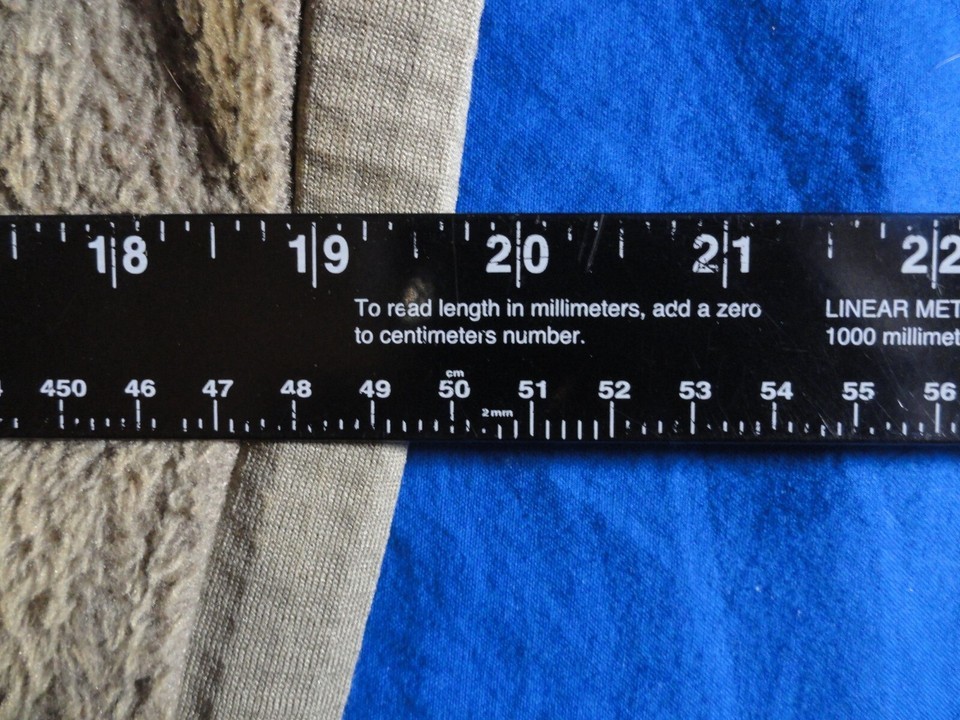 18 19 20 21 22
To read length in millimeters, add a zero
to centimeters number.
LINEAR MET
1000 millimet
cm
450 46 47 48 49 50 51 52 53 54 55 56
2mm